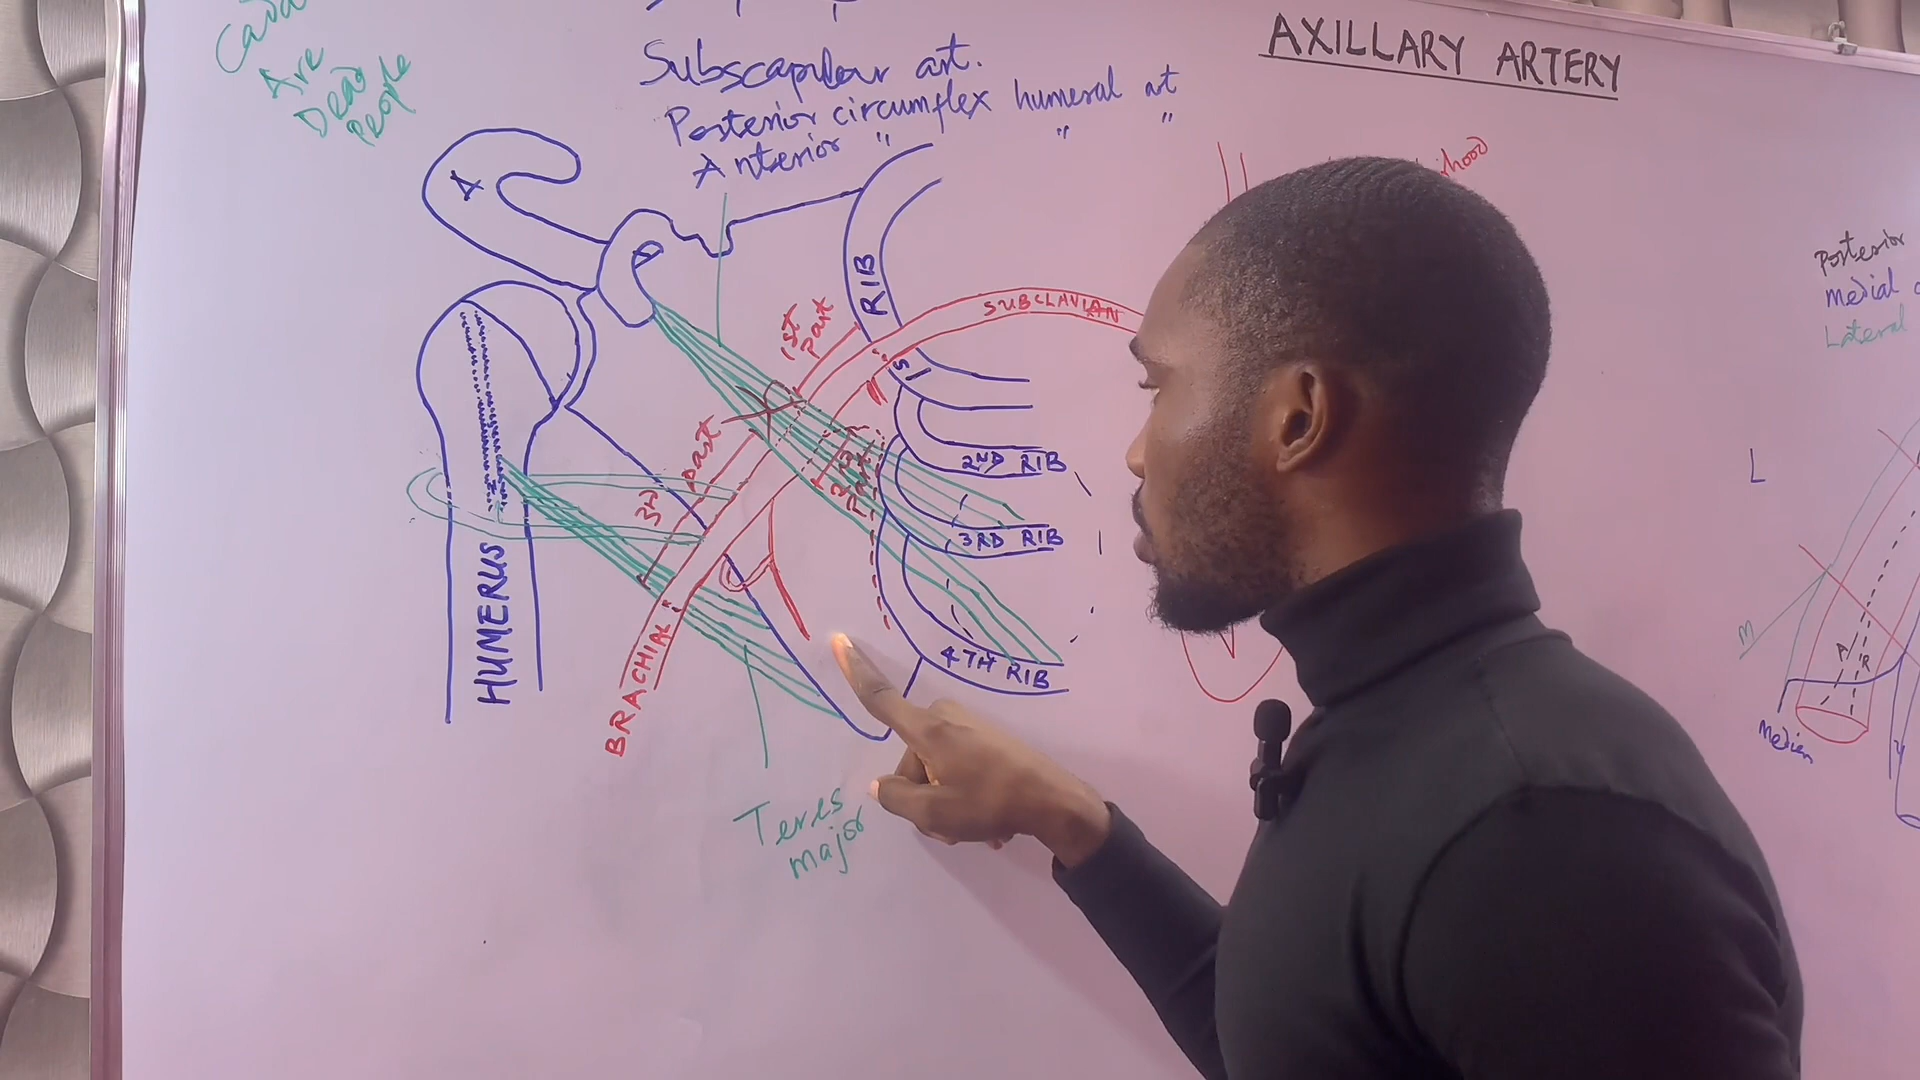 Are
Dead
People
Subscapular art.
Posterior circumflex humeral art
Anterior " " "
AXILLARY ARTERY
Posterior
medial
Lateral
A
RIB
1st
SUBCLAVIAN
1st
part
part
3rd
part
2ND RIB
3RD RIB
4TH RIB
HUMERUS
BRACHIAL
Teres
major
L
M
A
R
Median